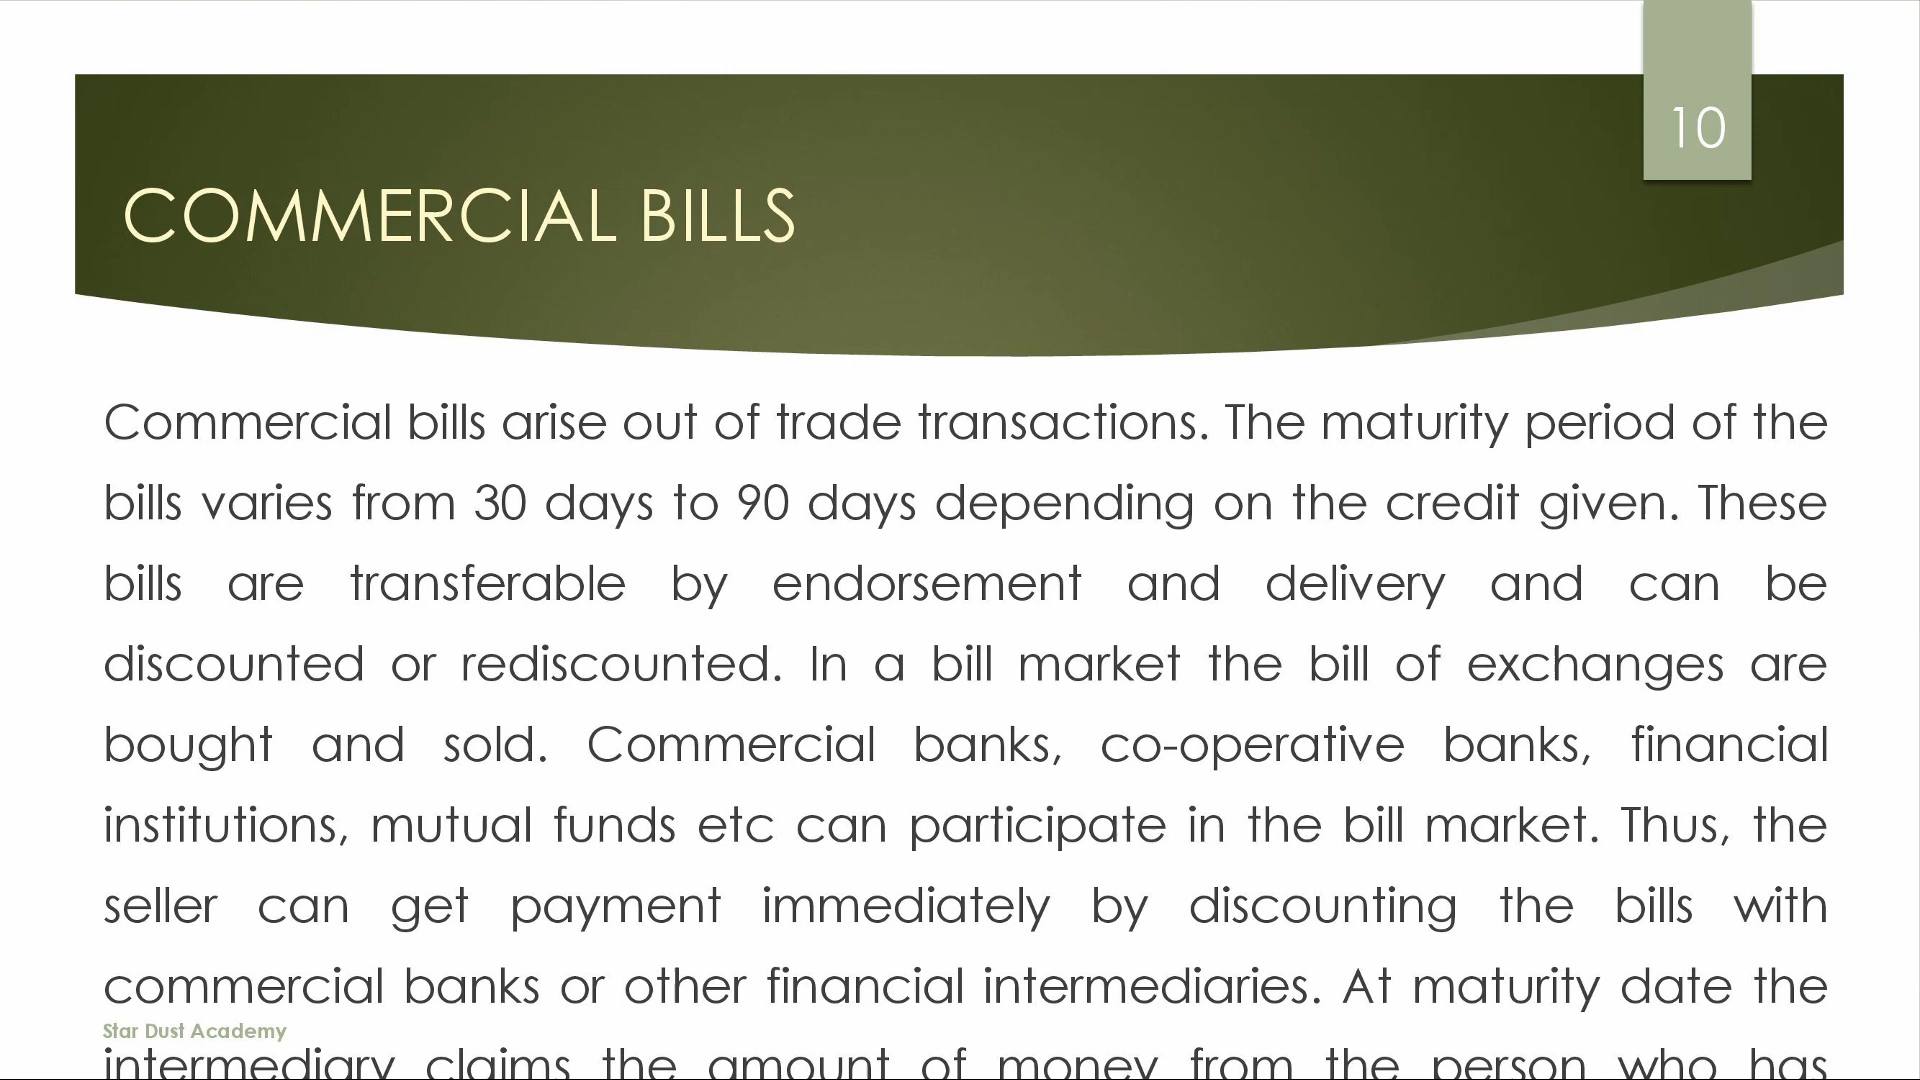 10
COMMERCIAL BILLS
Commercial bills arise out of trade transactions. The maturity period of the
bills varies from 30 days to 90 days depending on the credit given. These
bills are transferable by endorsement and delivery and can be
discounted or rediscounted. In a bill market the bill of exchanges are
bought and sold. Commercial banks, co-operative banks, financial
institutions, mutual funds etc can participate in the bill market. Thus, the
seller can get payment immediately by discounting the bills with
commercial banks or other financial intermediaries. At maturity date the
Star Dust Academy
intermediary claims the amount of money from the person who has